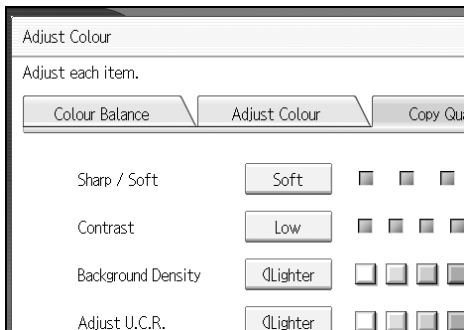 Adjust Colour
Adjust each item.
Colour Balance Adjust Colour Copy
Sharp / Soft Soft
Contrast Low
Background Density Lighter
Adjust U.C.R. Lighter